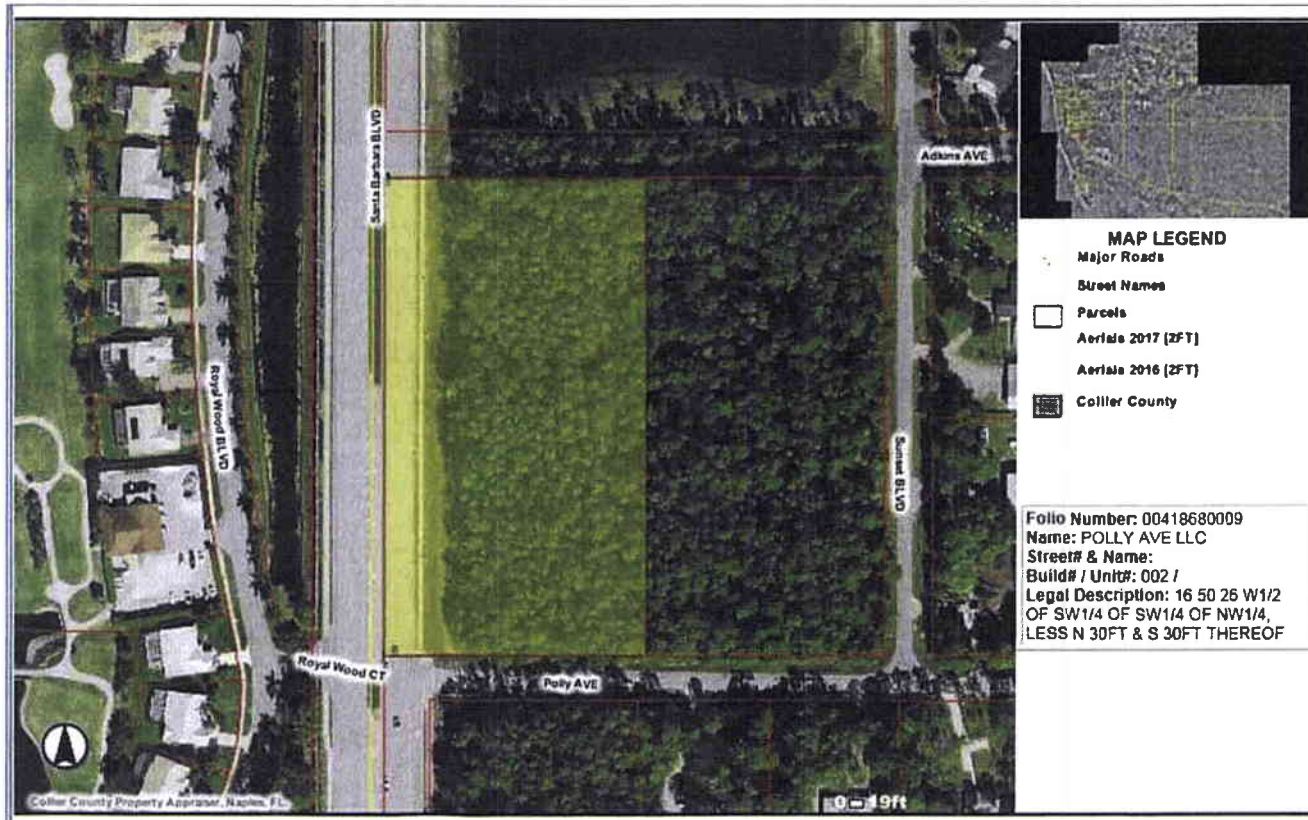 Santa Barbara BLVD
Adkins AVE
Royal Wood BLVD
Sunset BLVD
Royal Wood CT
Polly AVE
Collier County Property Appraiser, Naples, FL
0 19ft
MAP LEGEND
Major Roads
Street Names
Parcels
Aerials 2017 [2FT]
Aerials 2016 [2FT]
Collier County
Folio Number: 00418680009
Name: POLLY AVE LLC
Street# & Name:
Build# / Unit#: 002 /
Legal Description: 16 50 26 W1/2
OF SW1/4 OF SW1/4 OF NW1/4,
LESS N 30FT & S 30FT THEREOF